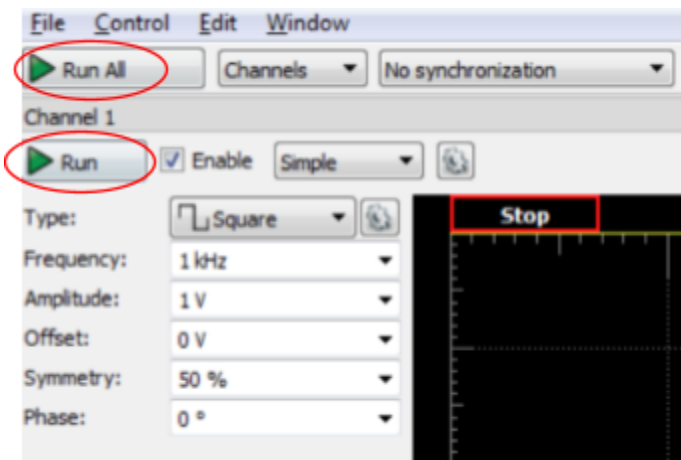 File Control Edit Window
Run All Channels No synchronization
Channel 1
Run Enable Simple
Type: Square Stop
Frequency: 1 kHz
Amplitude: 1 V
Offset: 0 V
Symmetry: 50 %
Phase: 0 °